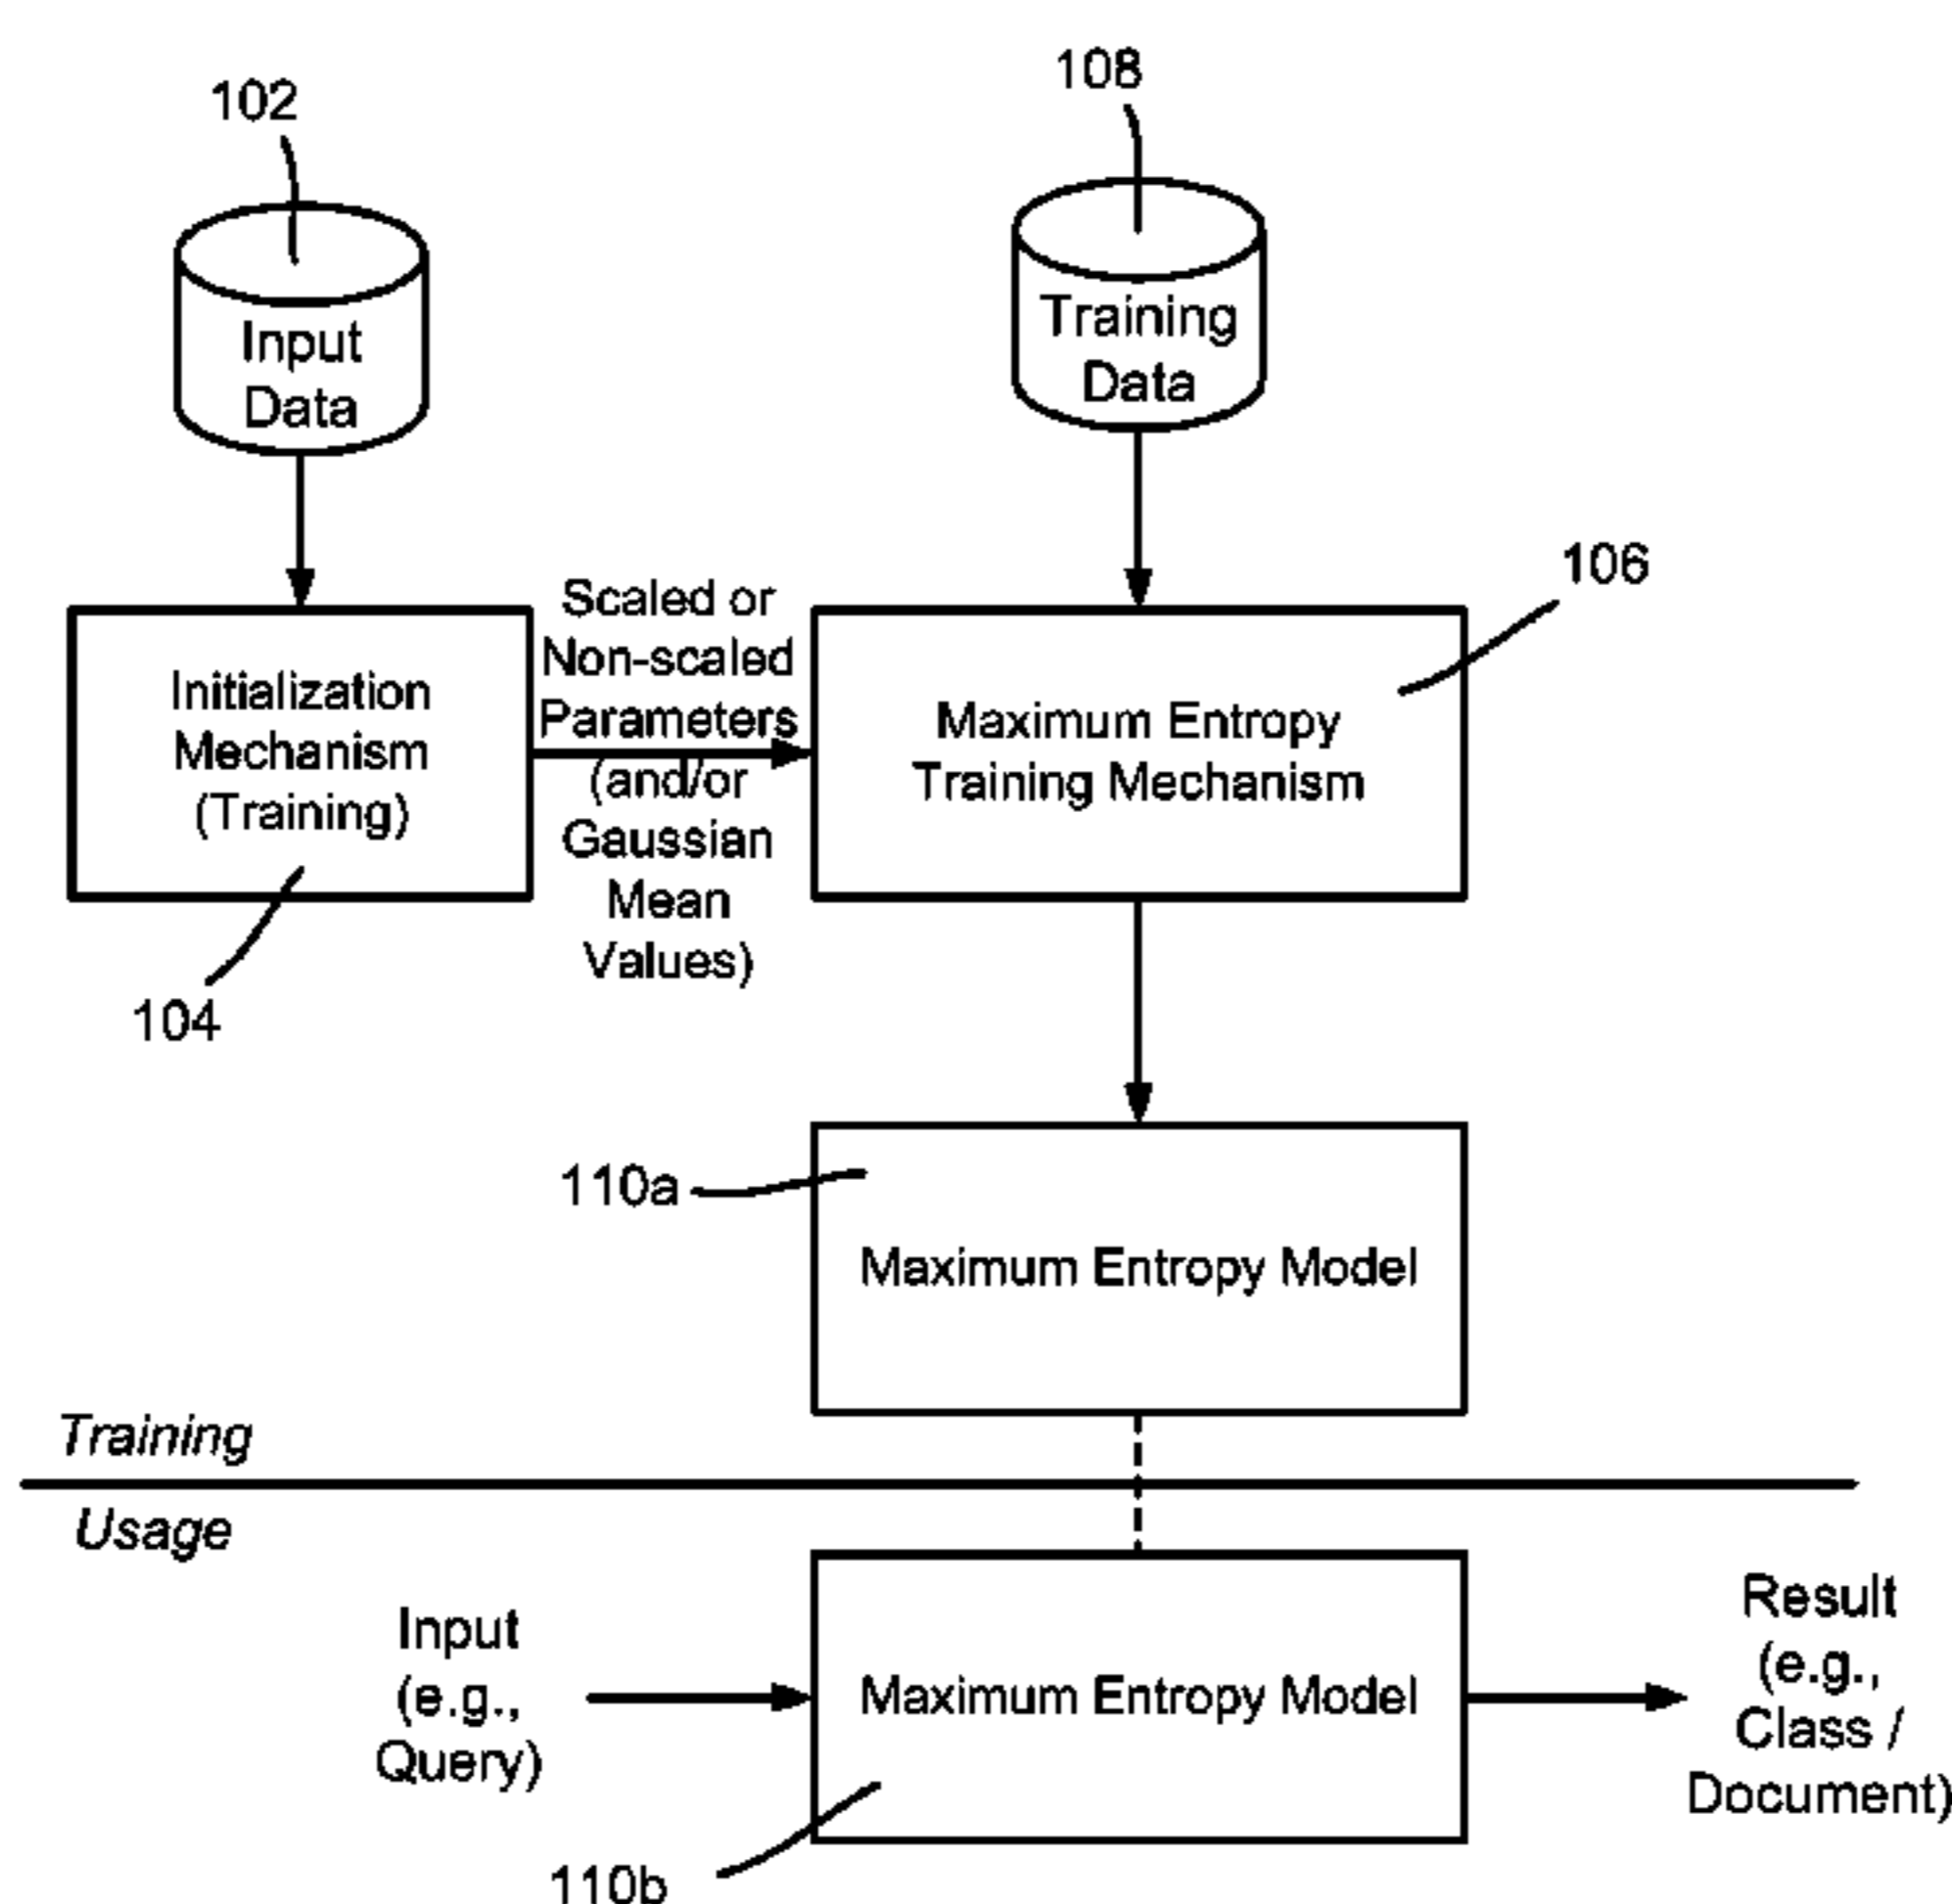 102
108
Input
Data
Training
Data
106
Initialization
Mechanism
(Training)
104
Scaled or
Non-scaled
Parameters
(and/or
Gaussian
Mean
Values)
Maximum Entropy
Training Mechanism
110a
Maximum Entropy Model
Training
Usage
Input
(e.g.,
Query)
Maximum Entropy Model
110b
Result
(e.g.,
Class /
Document)